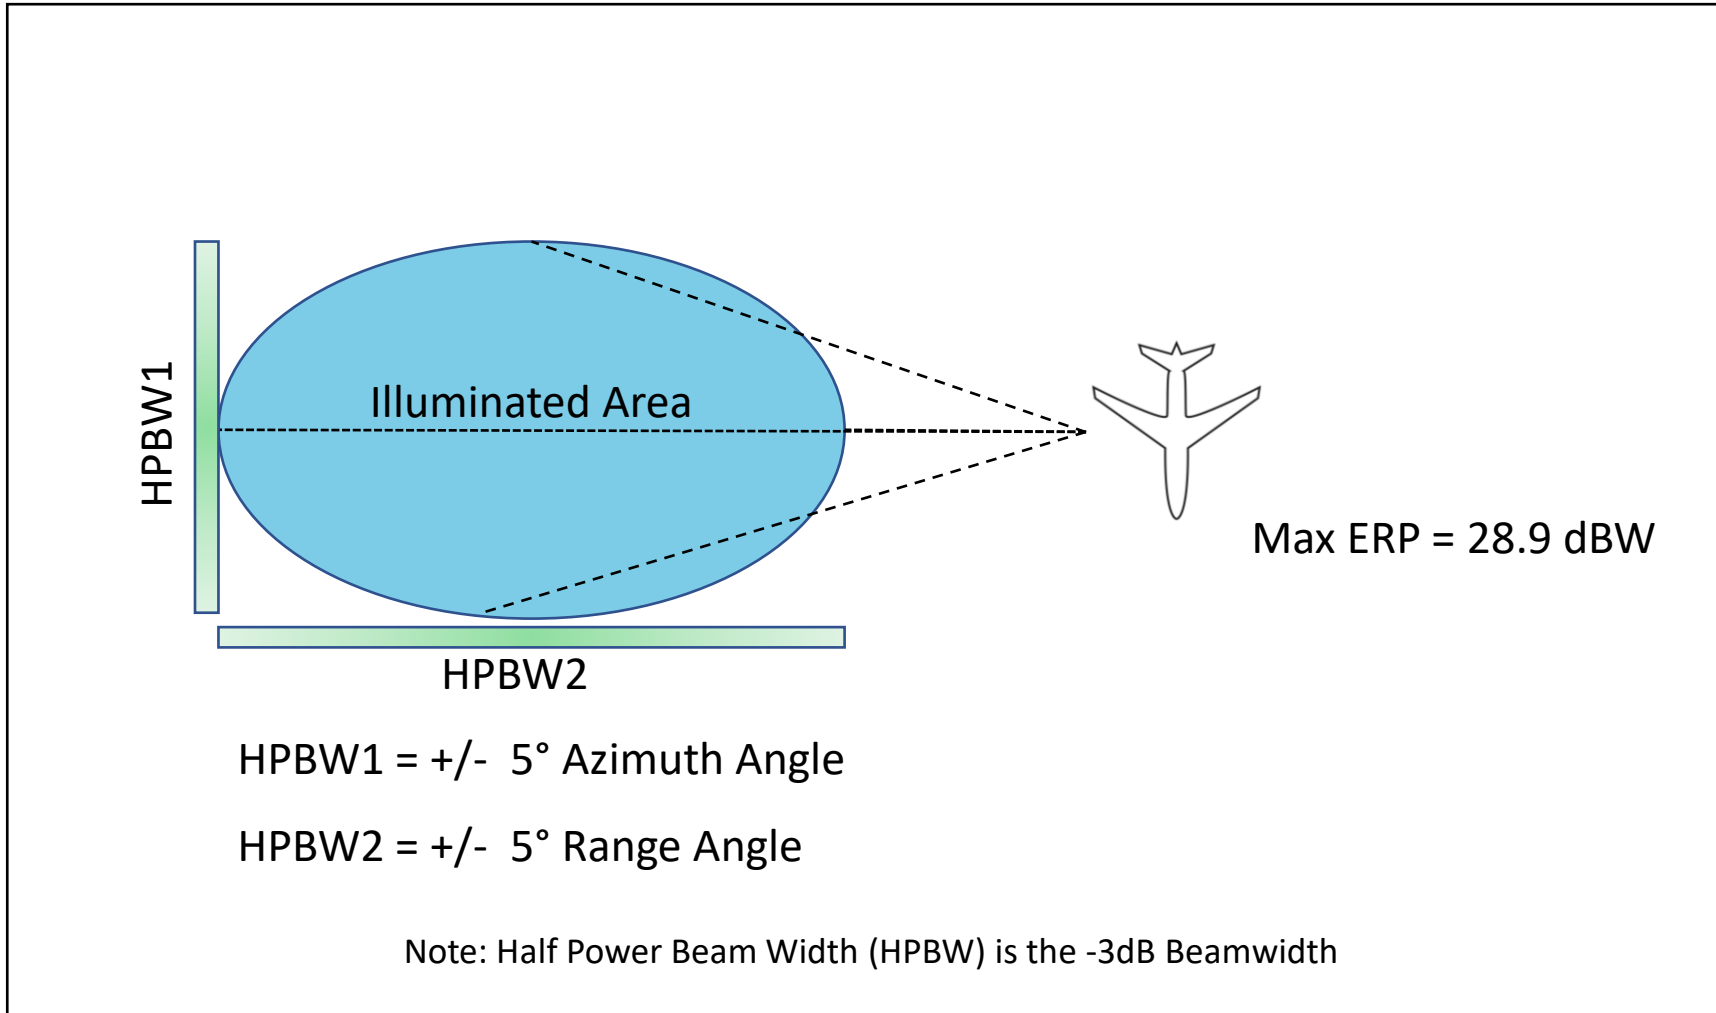 HPBW1
Illuminated Area
Max ERP = 28.9 dBW
HPBW2
HPBW1 = +/-  5° Azimuth Angle
HPBW2 = +/-  5° Range Angle
Note: Half Power Beam Width (HPBW) is the -3dB Beamwidth